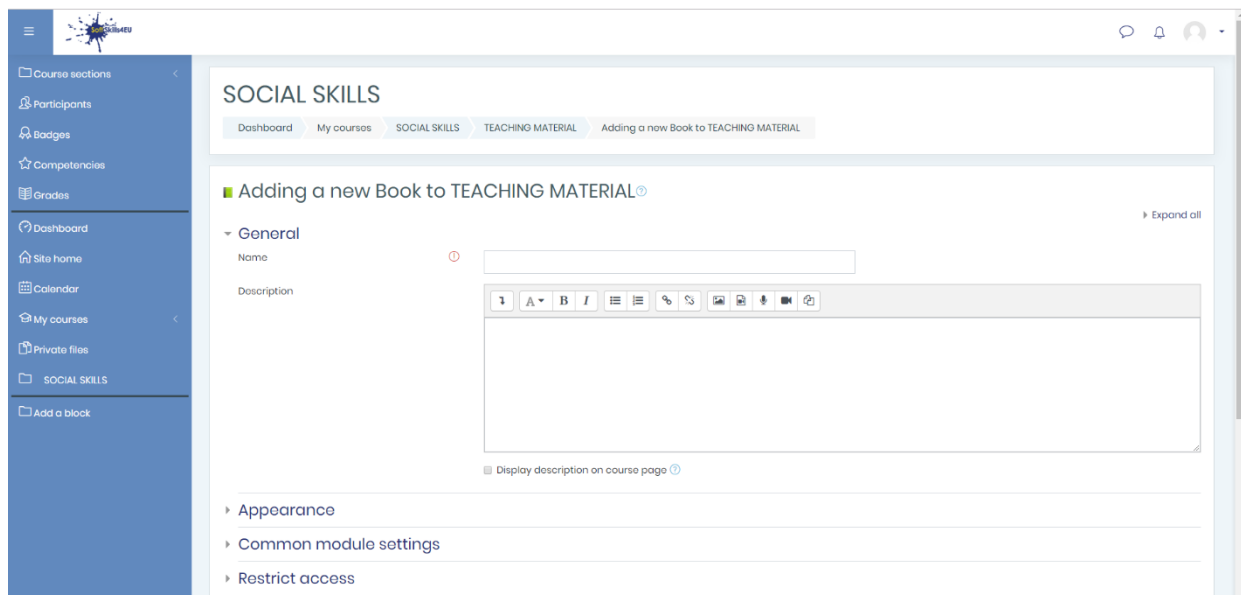 SoftSkills4EU
Course sections
Participants
Badges
Competencies
Grades
Dashboard
Site home
Calendar
My courses
Private files
SOCIAL SKILLS
Add a block
SOCIAL SKILLS
Dashboard My courses SOCIAL SKILLS TEACHING MATERIAL Adding a new Book to TEACHING MATERIAL
Adding a new Book to TEACHING MATERIAL
Expand all
General
Name
Description
A B I
Display description on course page
Appearance
Common module settings
Restrict access